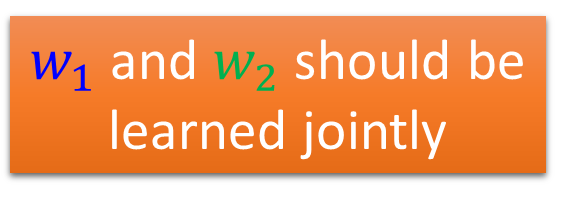 w₁ and w₂ should be
learned jointly